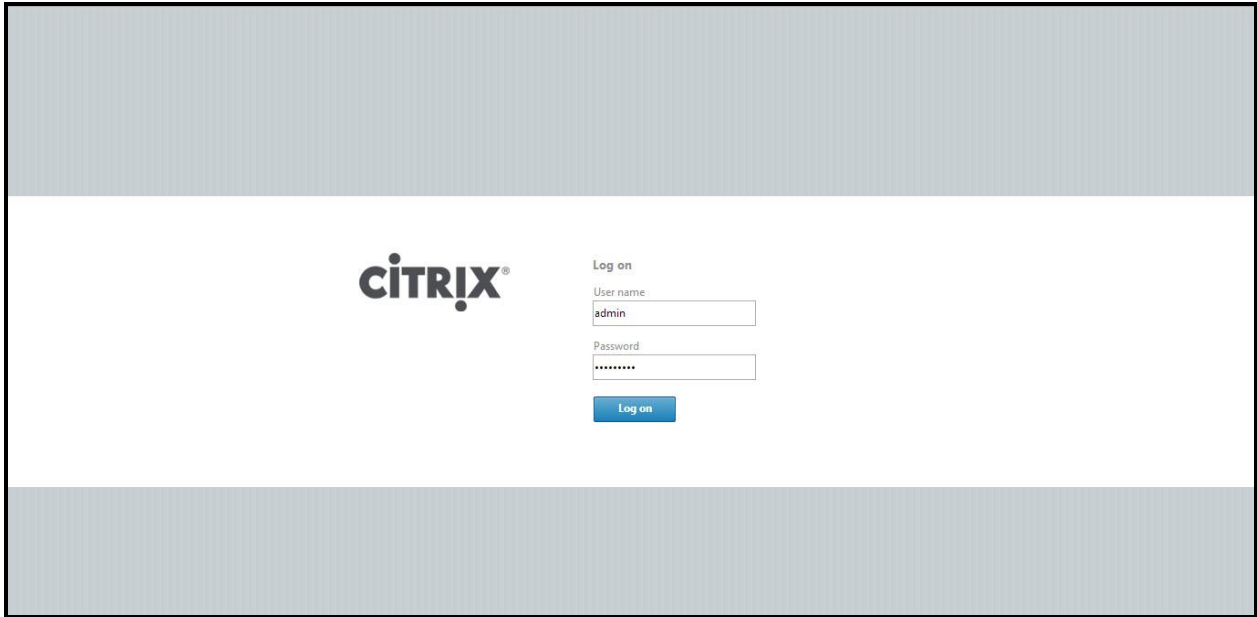 CITRIX®
Log on
User name
admin
Password
•••••••••
Log on